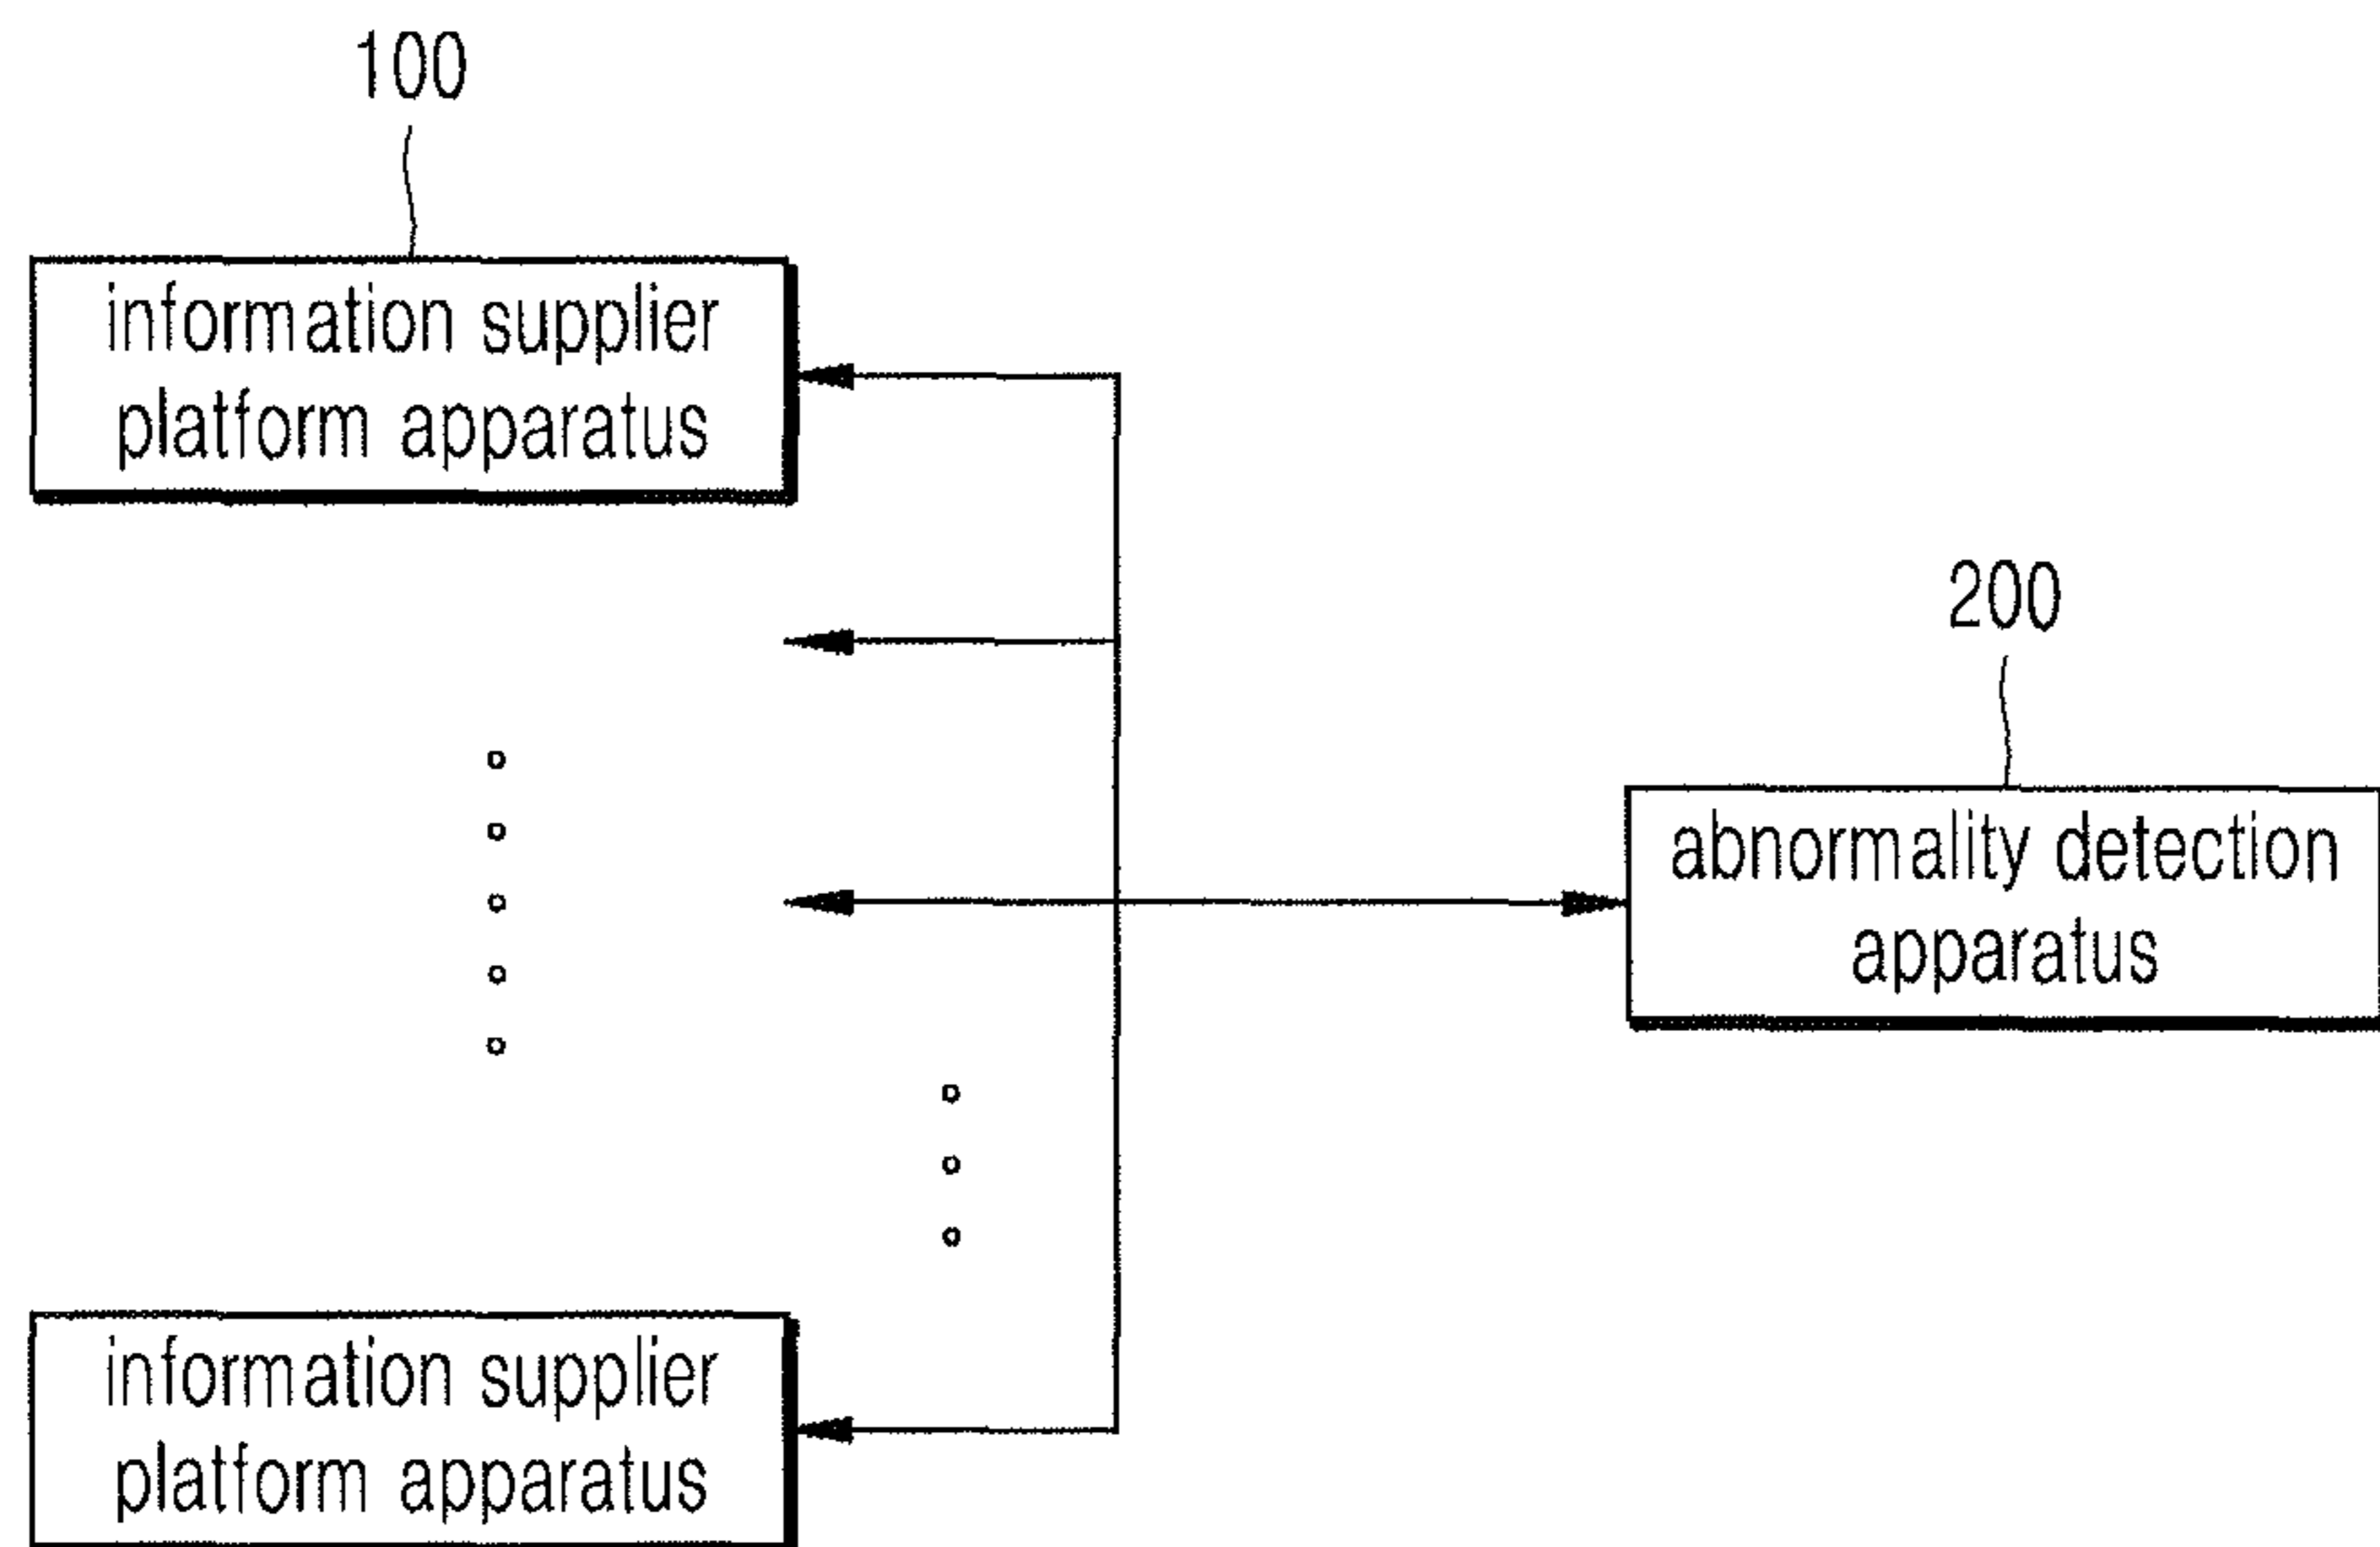 100
information supplier
platform apparatus
200
abnormality detection
apparatus
information supplier
platform apparatus